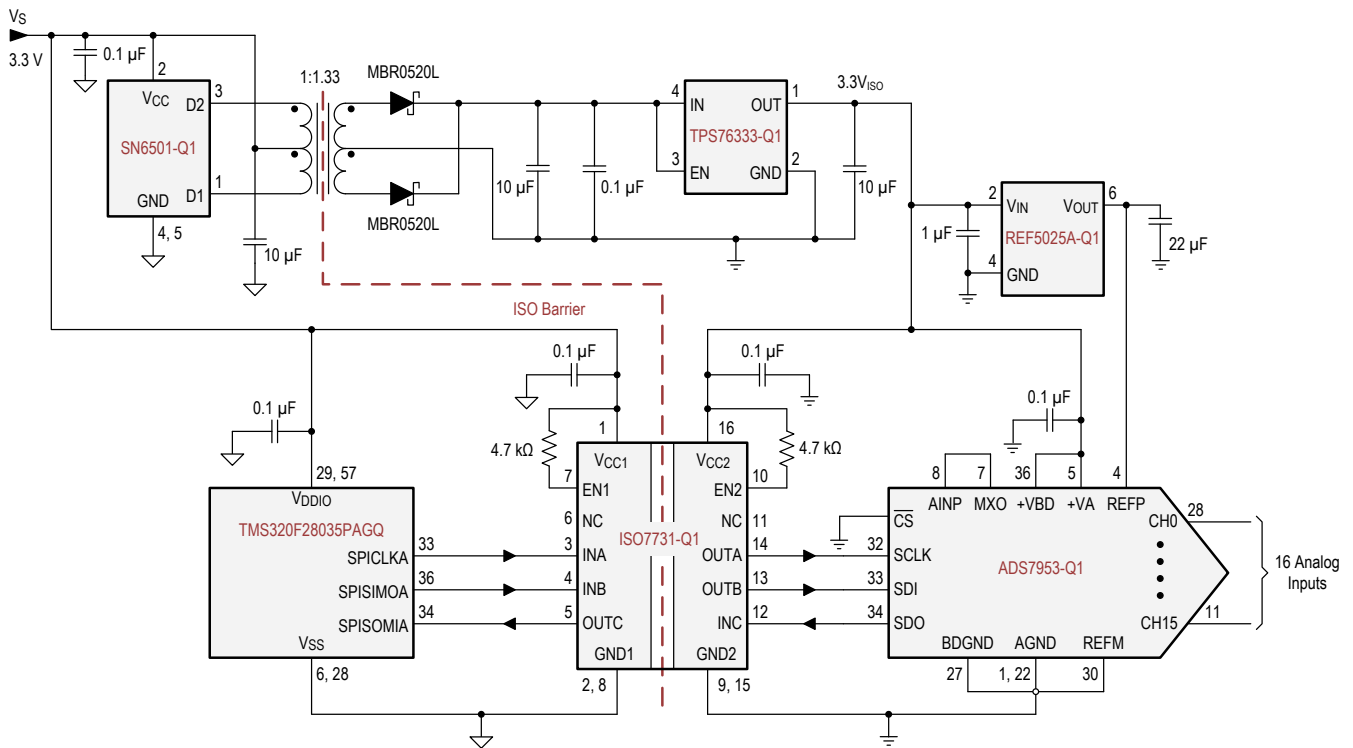 VS
3.3 V
0.1 µF
2
VCC
D2
3
SN6501-Q1
D1
1
GND
4, 5
10 µF
1:1.33
MBR0520L
MBR0520L
10 µF
0.1 µF
4
IN
OUT
1
TPS76333-Q1
3
EN
GND
2
3.3VISO
10 µF
2
VIN
VOUT
6
1 µF
REF5025A-Q1
4
GND
22 µF
ISO Barrier
0.1 µF
0.1 µF
0.1 µF
0.1 µF
4.7 kΩ
4.7 kΩ
29, 57
VDDIO
TMS320F28035PAGQ
SPICLKA
33
SPISIMOA
36
SPISOMIA
34
VSS
6, 28
1
16
VCC1
VCC2
7
EN1
EN2
10
6
NC
NC
11
ISO7731-Q1
3
INA
OUTA
14
4
INB
OUTB
13
5
OUTC
INC
12
GND1
GND2
2, 8
9, 15
8
7
36
5
4
AINP
MXO
+VBD
+VA
REFP
CS
28
CH0
32
SCLK
ADS7953-Q1
33
SDI
34
SDO
CH15
11
16 Analog
Inputs
BDGND
AGND
REFM
27
1, 22
30